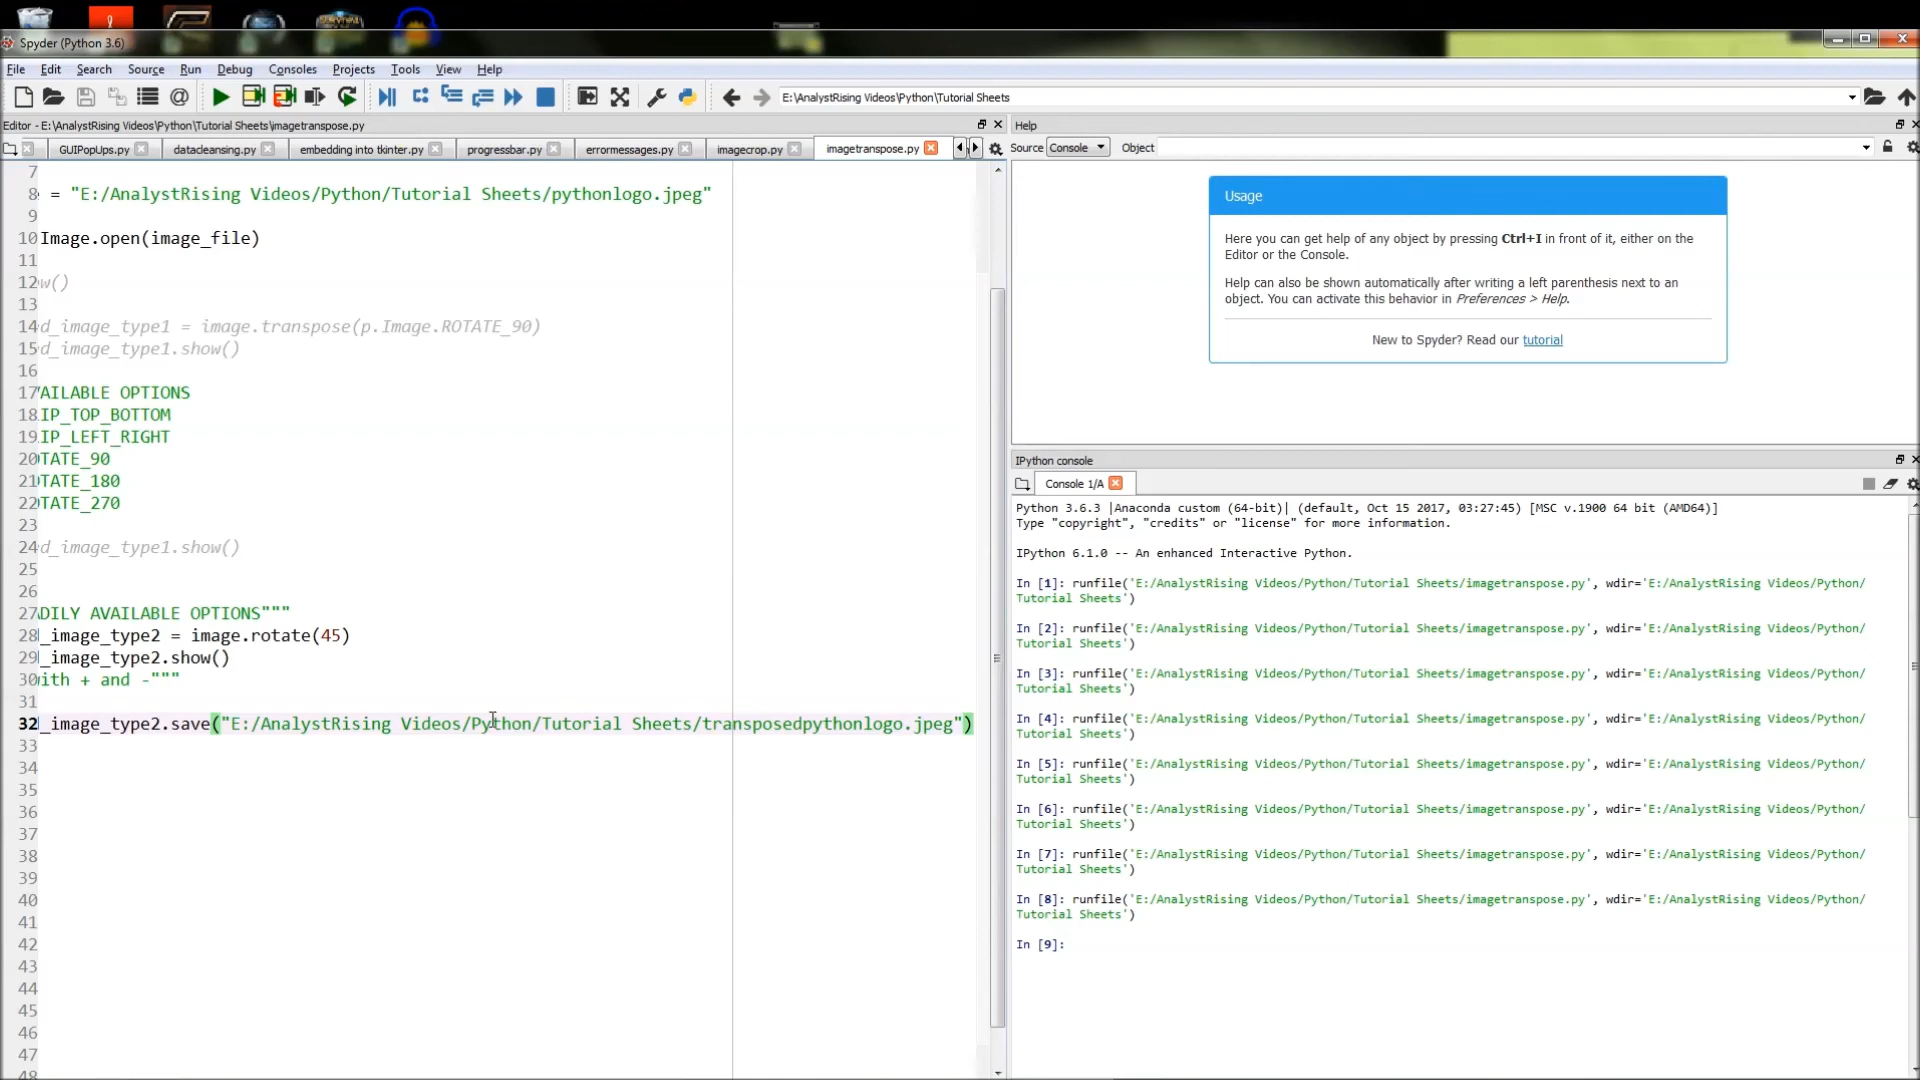 Spyder (Python 3.6)
File Edit Search Source Run Debug Consoles Projects Tools View Help
E:\AnalystRising Videos\Python\Tutorial Sheets
Editor - E:\AnalystRising Videos\Python\Tutorial Sheets\imagetranspose.py
GUIPopUps.py datacleansing.py embedding into tkinter.py progressbar.py errormessages.py imagecrop.py imagetranspose.py
7
8 = "E:/AnalystRising Videos/Python/Tutorial Sheets/pythonlogo.jpeg"
9
10 Image.open(image_file)
11
12 w()
13
14 d_image_type1 = image.transpose(p.Image.ROTATE_90)
15 d_image_type1.show()
16
17 AILABLE OPTIONS
18 IP_TOP_BOTTOM
19 IP_LEFT_RIGHT
20 TATE_90
21 TATE_180
22 TATE_270
23
24 d_image_type1.show()
25
26
27 DILY AVAILABLE OPTIONS"""
28 _image_type2 = image.rotate(45)
29 _image_type2.show()
30 ith + and -"""
31
32 _image_type2.save("E:/AnalystRising Videos/Python/Tutorial Sheets/transposedpythonlogo.jpeg")
33
34
35
36
37
38
39
40
41
42
43
44
45
46
47
48
Help
Source Console Object
Usage
Here you can get help of any object by pressing Ctrl+I in front of it, either on the
Editor or the Console.
Help can also be shown automatically after writing a left parenthesis next to an
object. You can activate this behavior in Preferences > Help.
New to Spyder? Read our tutorial
IPython console
Console 1/A
Python 3.6.3 |Anaconda custom (64-bit)| (default, Oct 15 2017, 03:27:45) [MSC v.1900 64 bit (AMD64)]
Type "copyright", "credits" or "license" for more information.
IPython 6.1.0 -- An enhanced Interactive Python.
In [1]: runfile('E:/AnalystRising Videos/Python/Tutorial Sheets/imagetranspose.py', wdir='E:/AnalystRising Videos/Python/
Tutorial Sheets')
In [2]: runfile('E:/AnalystRising Videos/Python/Tutorial Sheets/imagetranspose.py', wdir='E:/AnalystRising Videos/Python/
Tutorial Sheets')
In [3]: runfile('E:/AnalystRising Videos/Python/Tutorial Sheets/imagetranspose.py', wdir='E:/AnalystRising Videos/Python/
Tutorial Sheets')
In [4]: runfile('E:/AnalystRising Videos/Python/Tutorial Sheets/imagetranspose.py', wdir='E:/AnalystRising Videos/Python/
Tutorial Sheets')
In [5]: runfile('E:/AnalystRising Videos/Python/Tutorial Sheets/imagetranspose.py', wdir='E:/AnalystRising Videos/Python/
Tutorial Sheets')
In [6]: runfile('E:/AnalystRising Videos/Python/Tutorial Sheets/imagetranspose.py', wdir='E:/AnalystRising Videos/Python/
Tutorial Sheets')
In [7]: runfile('E:/AnalystRising Videos/Python/Tutorial Sheets/imagetranspose.py', wdir='E:/AnalystRising Videos/Python/
Tutorial Sheets')
In [8]: runfile('E:/AnalystRising Videos/Python/Tutorial Sheets/imagetranspose.py', wdir='E:/AnalystRising Videos/Python/
Tutorial Sheets')
In [9]: